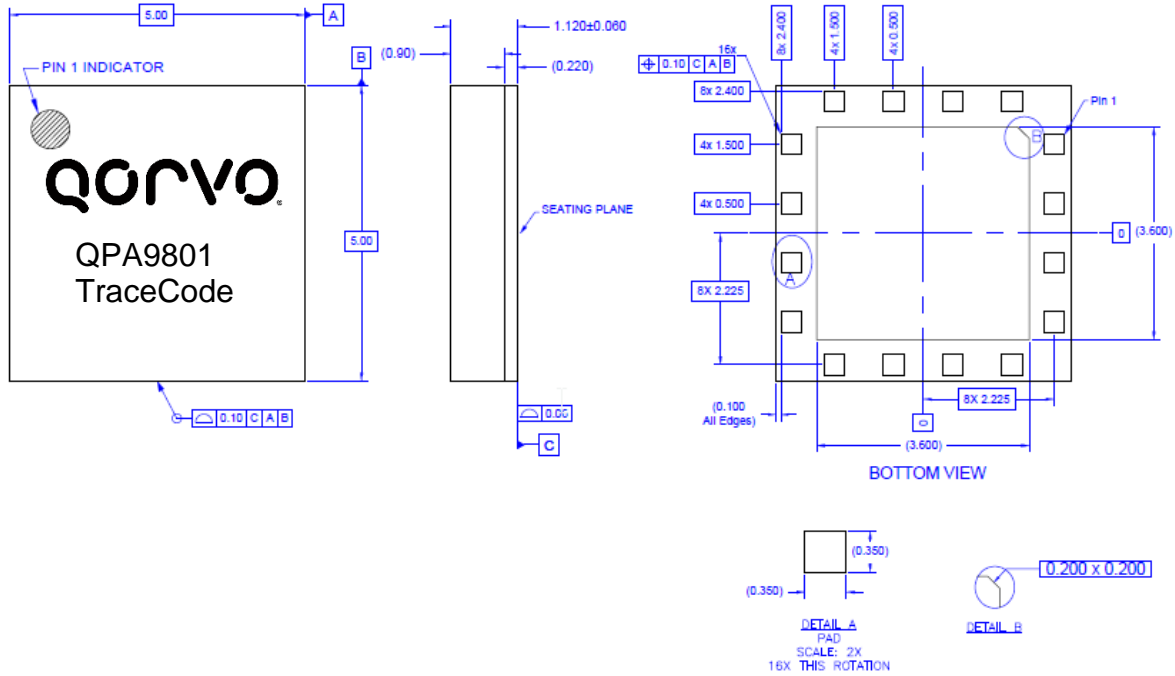 5.00
A
B
PIN 1 INDICATOR
QORVO
QPA9801
TraceCode
5.00
0.10 C A B
1.120±0.060
(0.90)
(0.220)
SEATING PLANE
C
8x 2.400
4x 1.500
4x 0.500
16x
0.10 C A B
8x 2.400
4x 1.500
4x 0.500
8X 2.225
A
B
Pin 1
0
(3.600)
8X 2.225
0
(3.600)
(0.100
All Edges)
BOTTOM VIEW
(0.350)
(0.350)
DETAIL A
PAD
SCALE: 2X
16X THIS ROTATION
0.200 x 0.200
DETAIL B